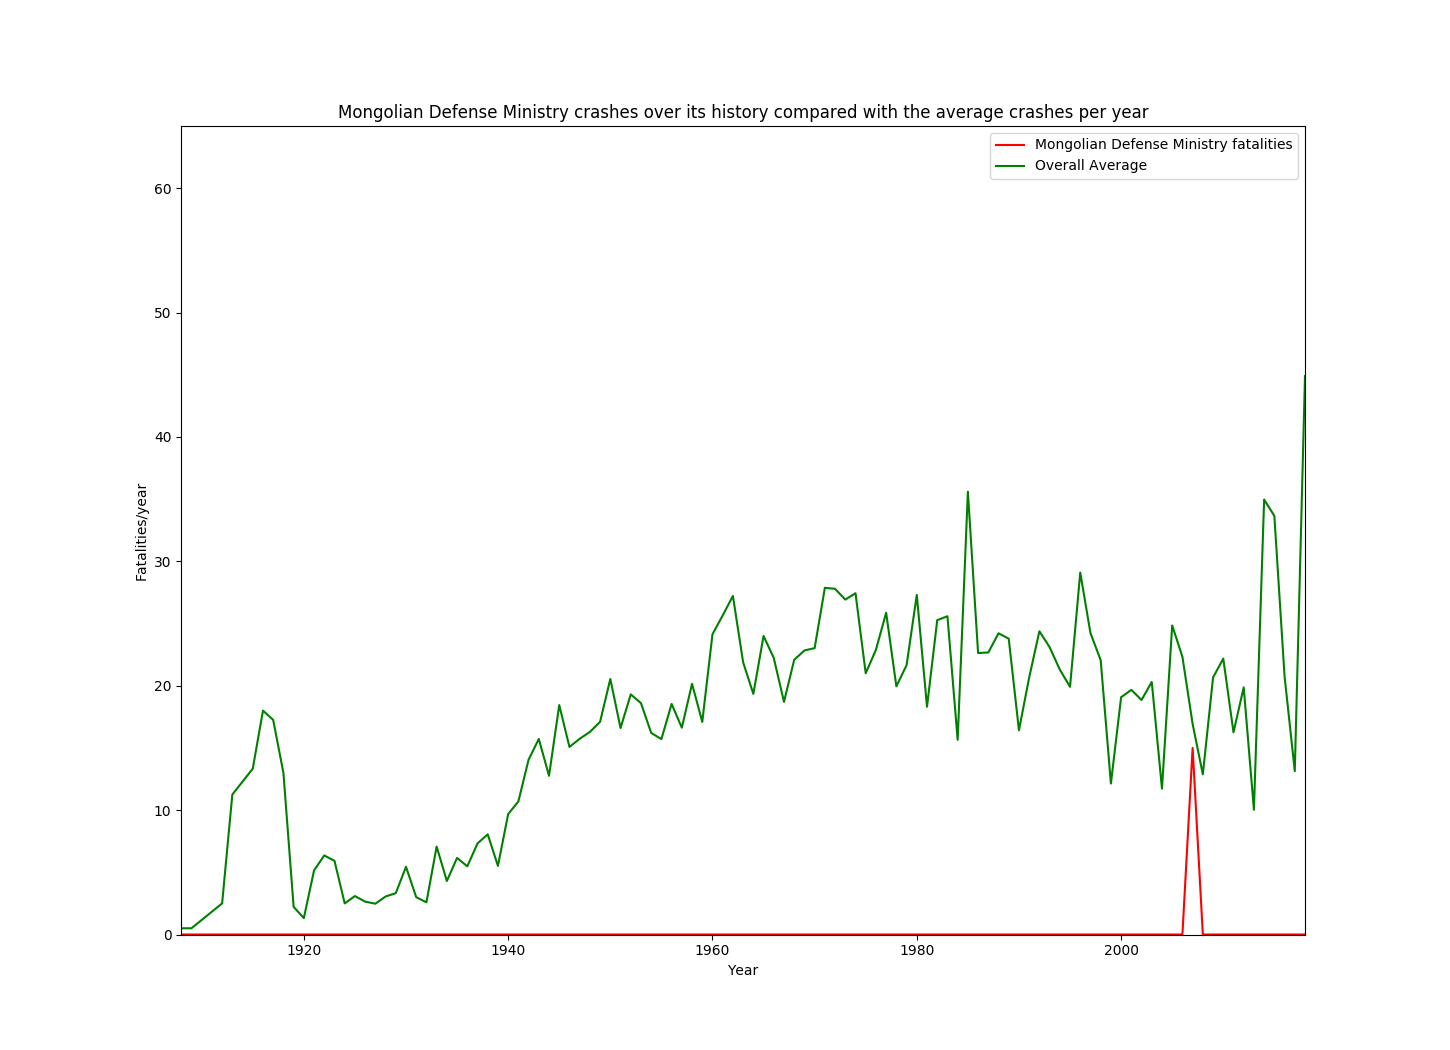 Mongolian Defense Ministry crashes over its history compared with the average crashes per year
Mongolian Defense Ministry fatalities
Overall Average
60
50
40
30
20
10
0
Fatalities/year
1920 1940 1960 1980 2000
Year